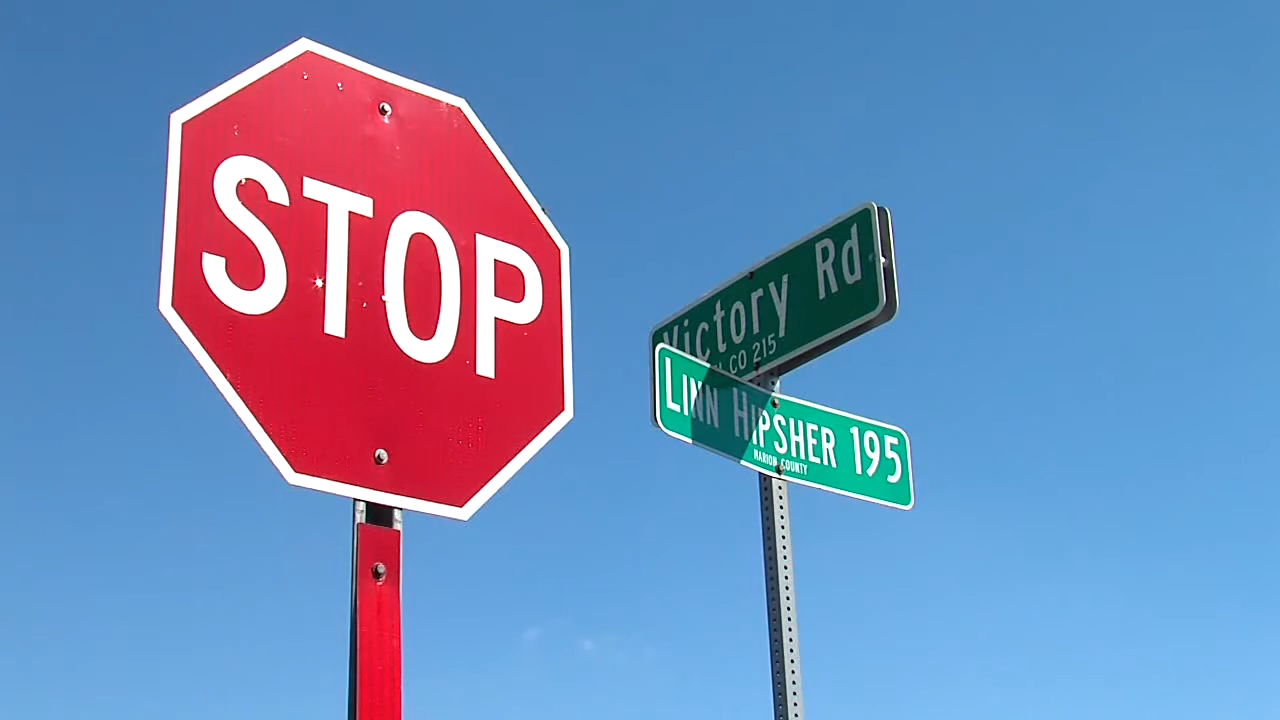 STOP
Victory Rd
CO 215
LINN HIPSHER 195
MARION COUNTY